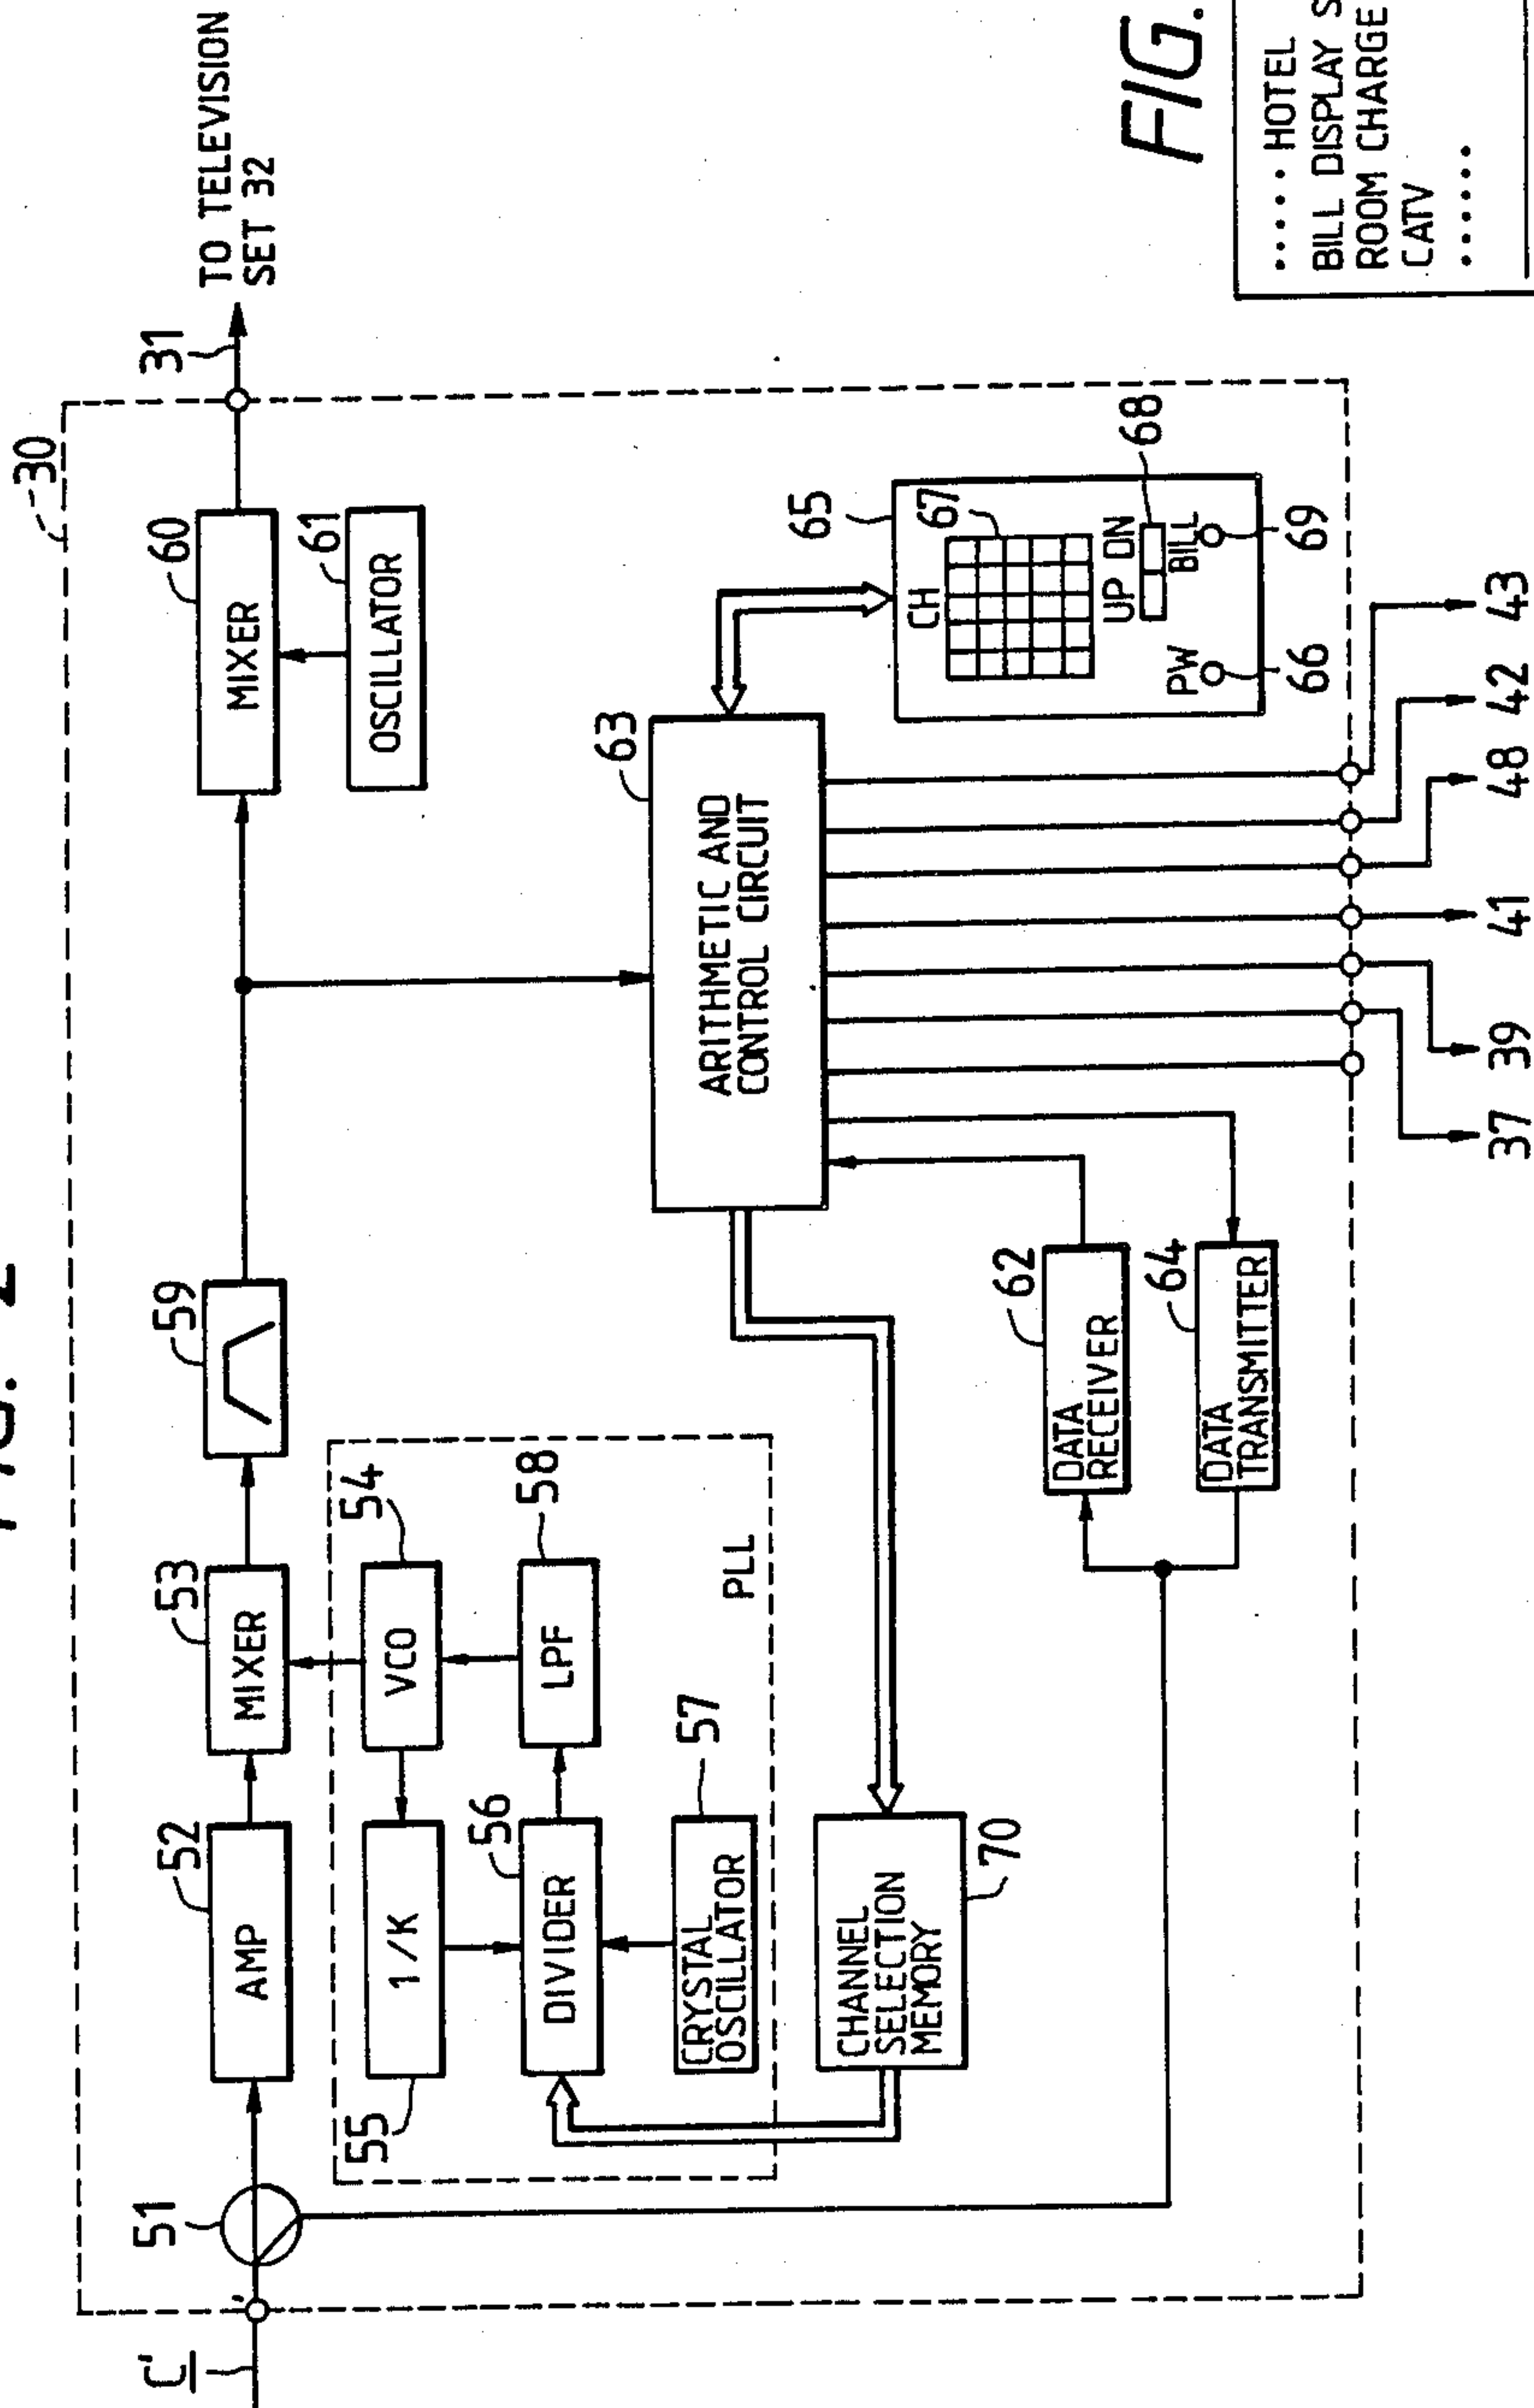 FIG. 2
30
C'
51
52
AMP
53
MIXER
59
60
MIXER
31
TO TELEVISION
SET 32
61
OSCILLATOR
54
VCO
55
1/K
56
DIVIDER
58
LPF
57
CRYSTAL
OSCILLATOR
PLL
63
ARITHMETIC AND
CONTROL CIRCUIT
65
CH
67
UP DN
68
PW
BILL
66
69
70
CHANNEL
SELECTION
MEMORY
62
DATA
RECEIVER
64
DATA
TRANSMITTER
37
39
41
48
42
43
FIG.
..... HOTEL
BILL DISPLAY S
ROOM CHARGE
CATV
......